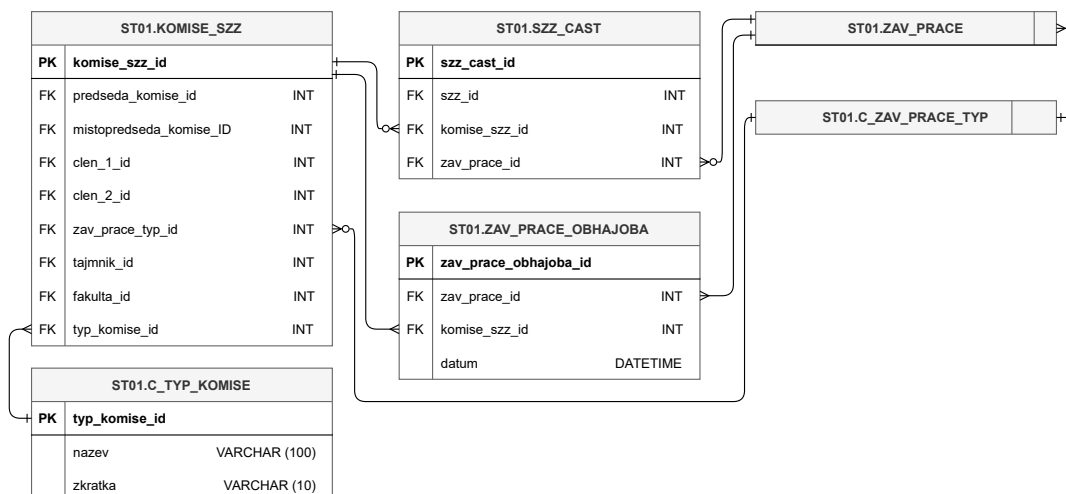 ST01.KOMISE_SZZ
PK komise_szz_id
FK predseda_komise_id INT
FK mistopredseda_komise_ID INT
FK clen_1_id INT
FK clen_2_id INT
FK zav_prace_typ_id INT
FK tajmnik_id INT
FK fakulta_id INT
FK typ_komise_id INT
ST01.C_TYP_KOMISE
PK typ_komise_id
nazev VARCHAR (100)
zkratka VARCHAR (10)
ST01.SZZ_CAST
PK szz_cast_id
FK szz_id INT
FK komise_szz_id INT
FK zav_prace_id INT
ST01.ZAV_PRACE_OBHAJOBA
PK zav_prace_obhajoba_id
FK zav_prace_id INT
FK komise_szz_id INT
datum DATETIME
ST01.ZAV_PRACE
ST01.C_ZAV_PRACE_TYP